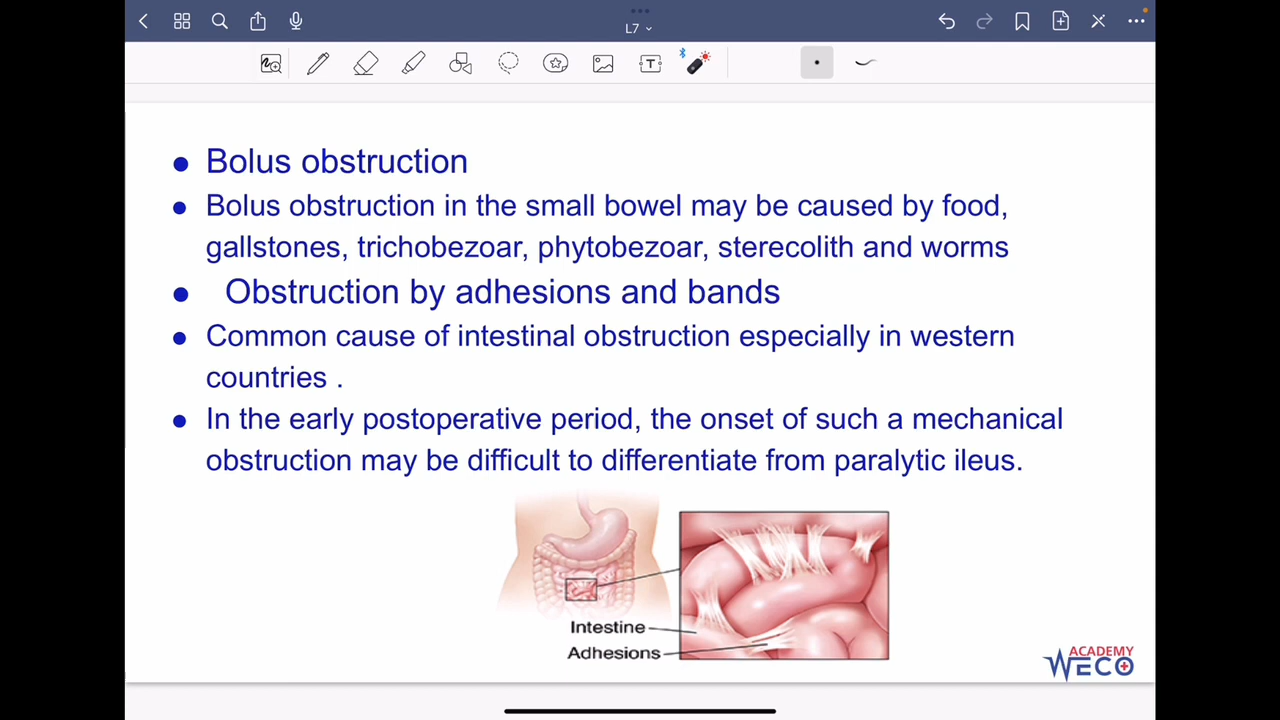 L7
● Bolus obstruction
● Bolus obstruction in the small bowel may be caused by food,
gallstones, trichobezoar, phytobezoar, sterecolith and worms
● Obstruction by adhesions and bands
● Common cause of intestinal obstruction especially in western
countries .
● In the early postoperative period, the onset of such a mechanical
obstruction may be difficult to differentiate from paralytic ileus.
Intestine
Adhesions
ACADEMY
WECO